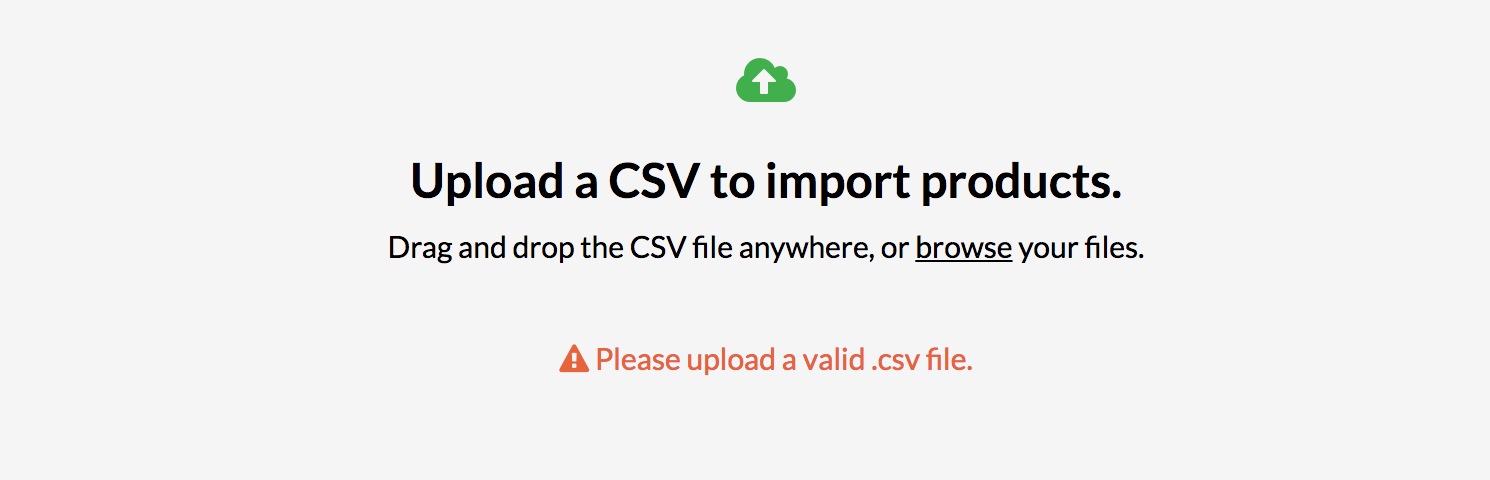 Upload a CSV to import products.
Drag and drop the CSV file anywhere, or browse your files.
Please upload a valid .csv file.